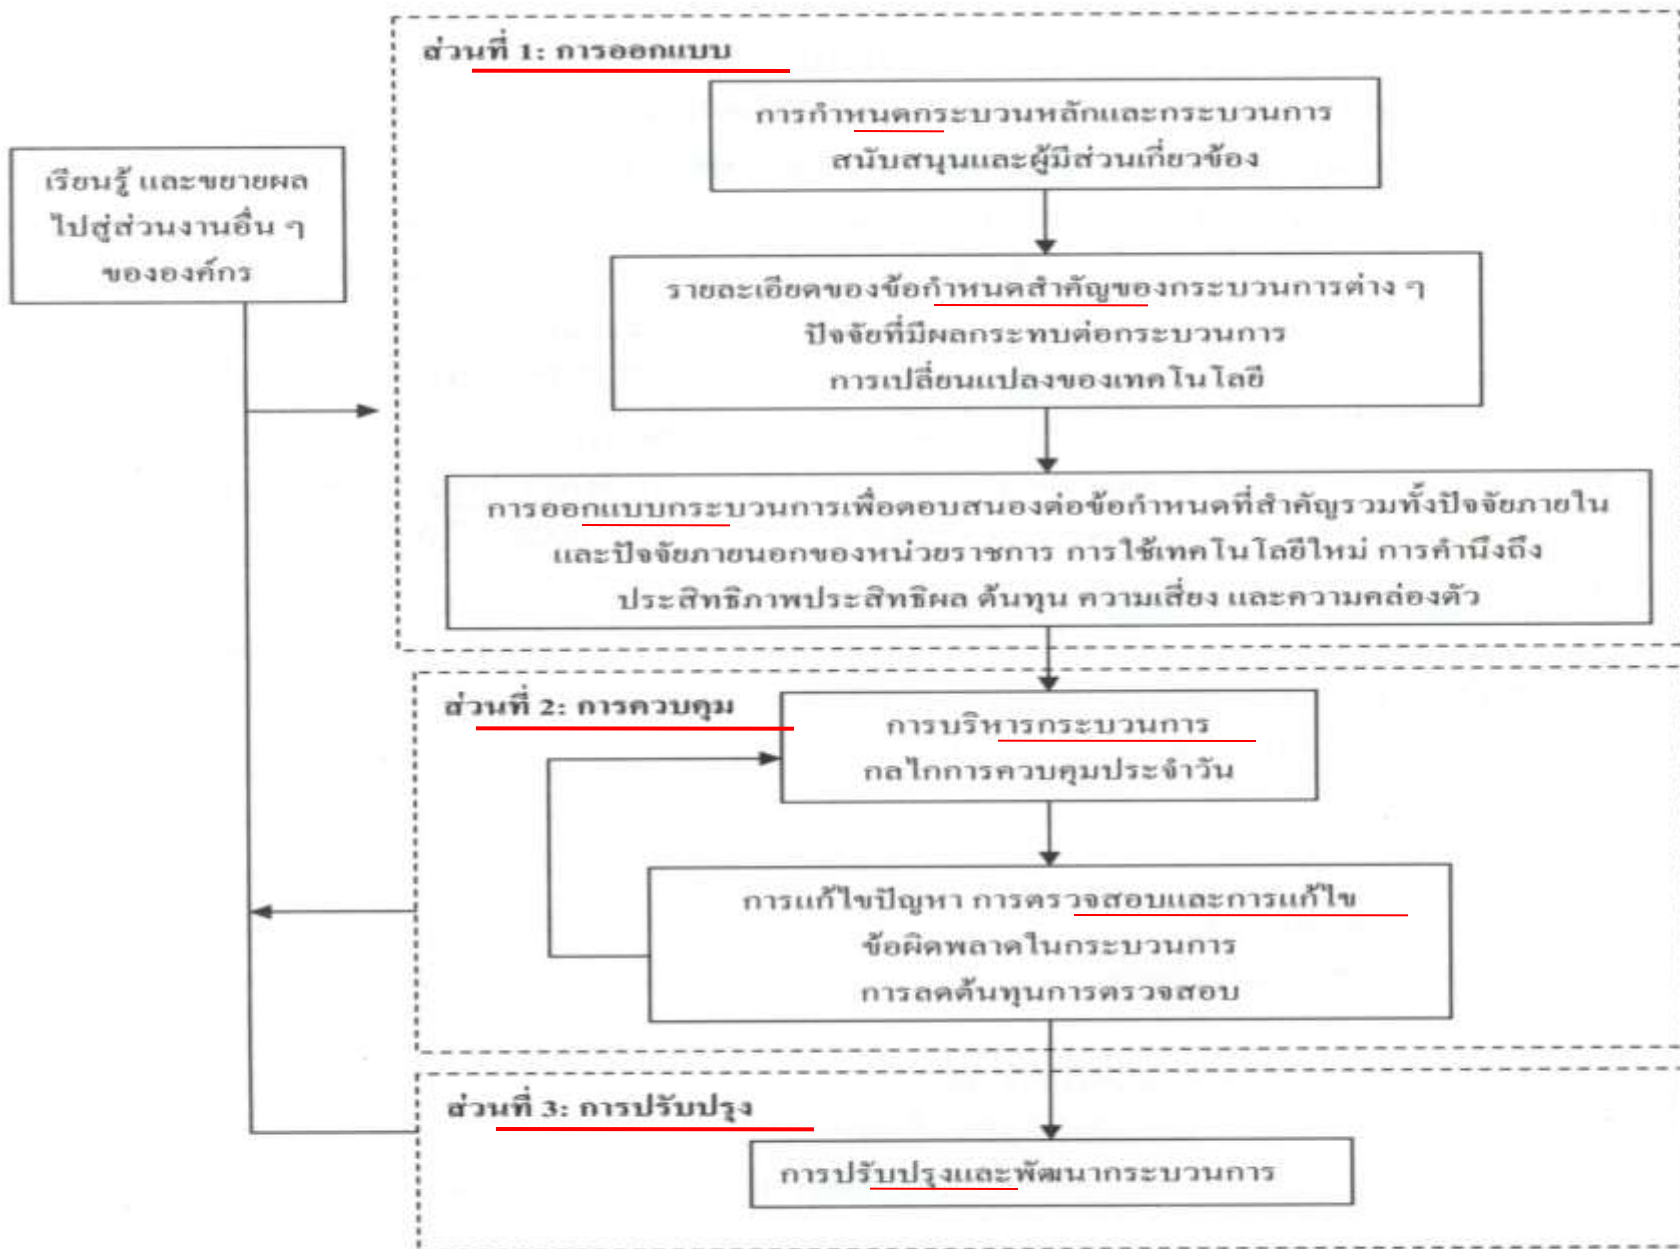 ส่วนที่ 1: การออกแบบ
การกำหนดกระบวนหลักและกระบวนการ
สนับสนุนและผู้มีส่วนเกี่ยวข้อง
เรียนรู้ และขยายผล
ไปสู่ส่วนงานอื่น ๆ
ขององค์กร
รายละเอียดของข้อกำหนดสำคัญของกระบวนการต่าง ๆ
ปัจจัยที่มีผลกระทบต่อกระบวนการ
การเปลี่ยนแปลงของเทคโนโลยี
การออกแบบกระบวนการเพื่อตอบสนองต่อข้อกำหนดที่สำคัญรวมทั้งปัจจัยภายใน
และปัจจัยภายนอกของหน่วยราชการ การใช้เทคโนโลยีใหม่ การคำนึงถึง
ประสิทธิภาพประสิทธิผล ต้นทุน ความเสี่ยง และความคล่องตัว
ส่วนที่ 2: การควบคุม
การบริหารกระบวนการ
กลไกการควบคุมประจำวัน
การแก้ไขปัญหา การตรวจสอบและการแก้ไข
ข้อผิดพลาดในกระบวนการ
การลดต้นทุนการตรวจสอบ
ส่วนที่ 3: การปรับปรุง
การปรับปรุงและพัฒนากระบวนการ